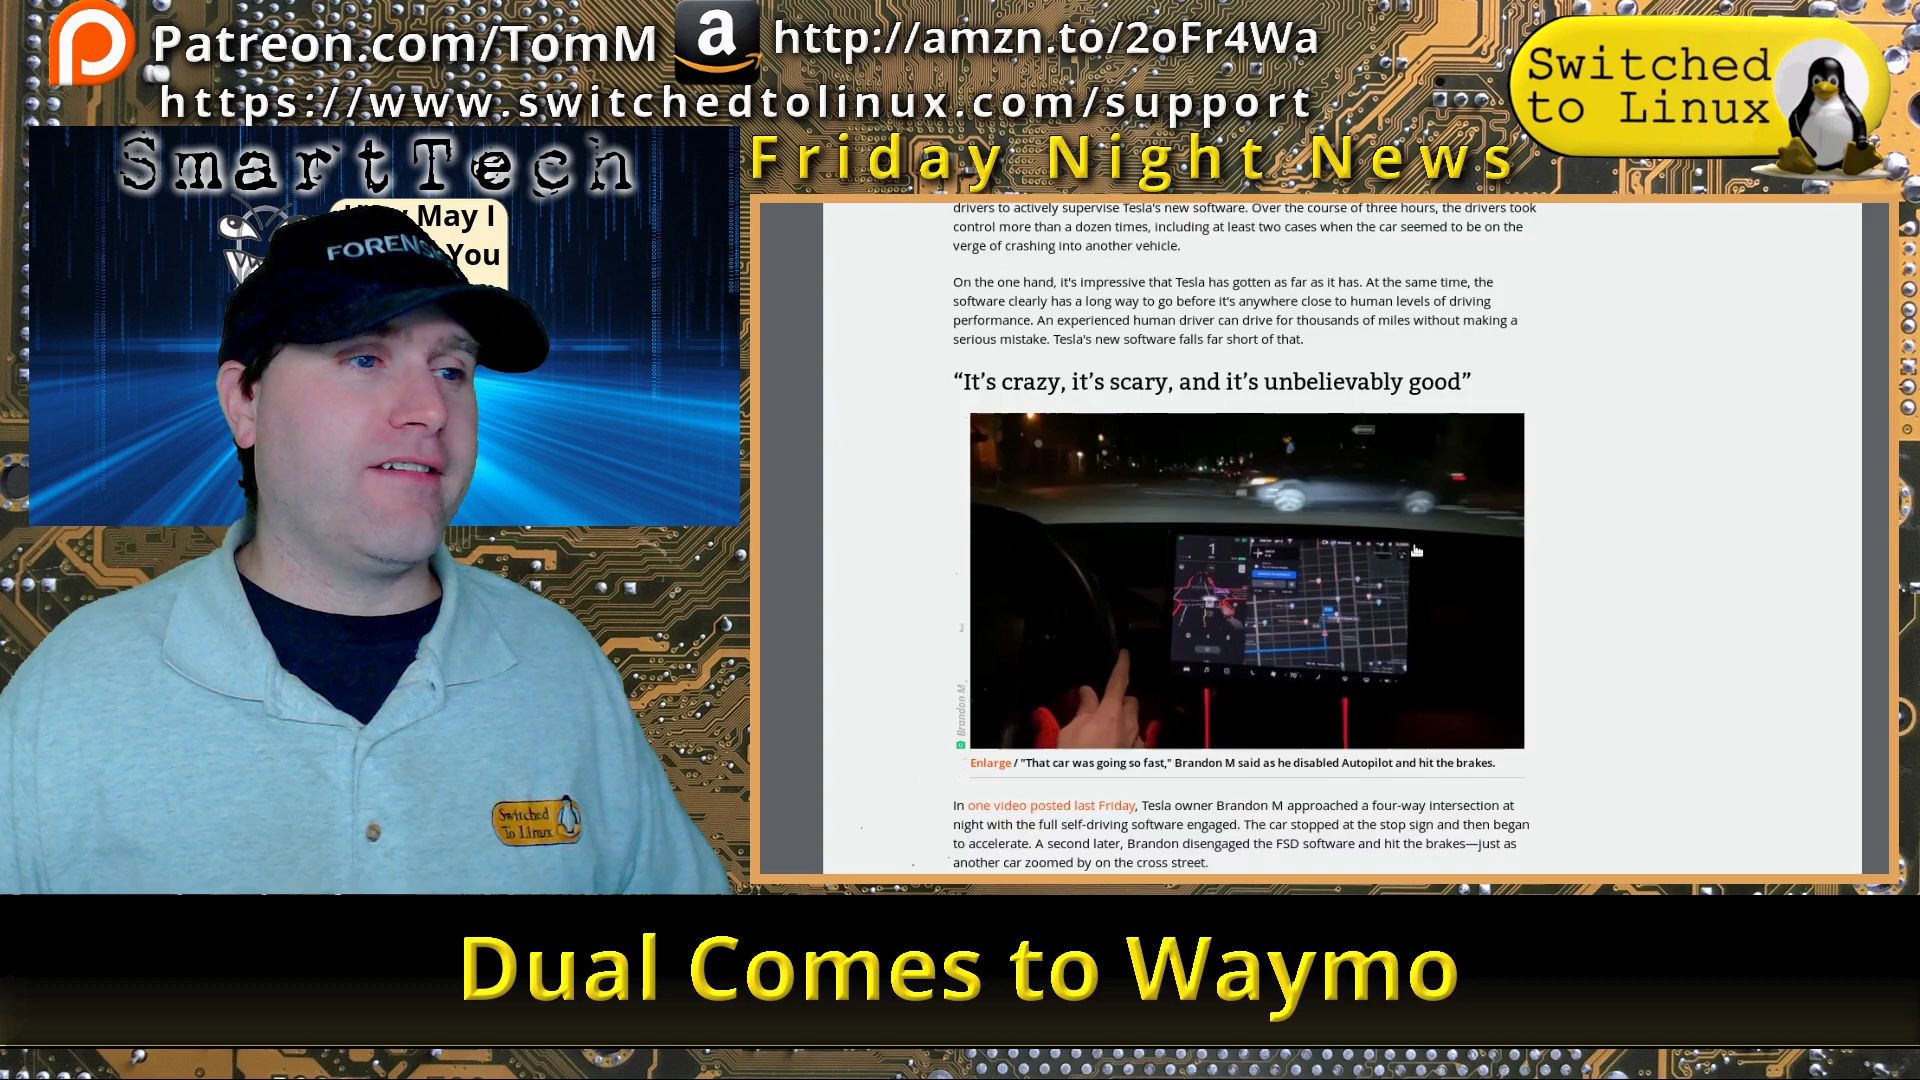 Patreon.com/TomM
http://amzn.to/2oFr4Wa
https://www.switchedtolinux.com/support
Switched
to Linux
SmartTech
Friday Night News
May I
You
FORENS
drivers to actively supervise Tesla's new software. Over the course of three hours, the drivers took
control more than a dozen times, including at least two cases when the car seemed to be on the
verge of crashing into another vehicle.
On the one hand, it's impressive that Tesla has gotten as far as it has. At the same time, the
software clearly has a long way to go before it's anywhere close to human levels of driving
performance. An experienced human driver can drive for thousands of miles without making a
serious mistake. Tesla's new software falls far short of that.
“It’s crazy, it’s scary, and it’s unbelievably good”
1
Brandon M.
Enlarge / "That car was going so fast," Brandon M said as he disabled Autopilot and hit the brakes.
In one video posted last Friday, Tesla owner Brandon M approached a four-way intersection at
night with the full self-driving software engaged. The car stopped at the stop sign and then began
to accelerate. A second later, Brandon disengaged the FSD software and hit the brakes—just as
another car zoomed by on the cross street.
Switched
To Linux
Dual Comes to Waymo